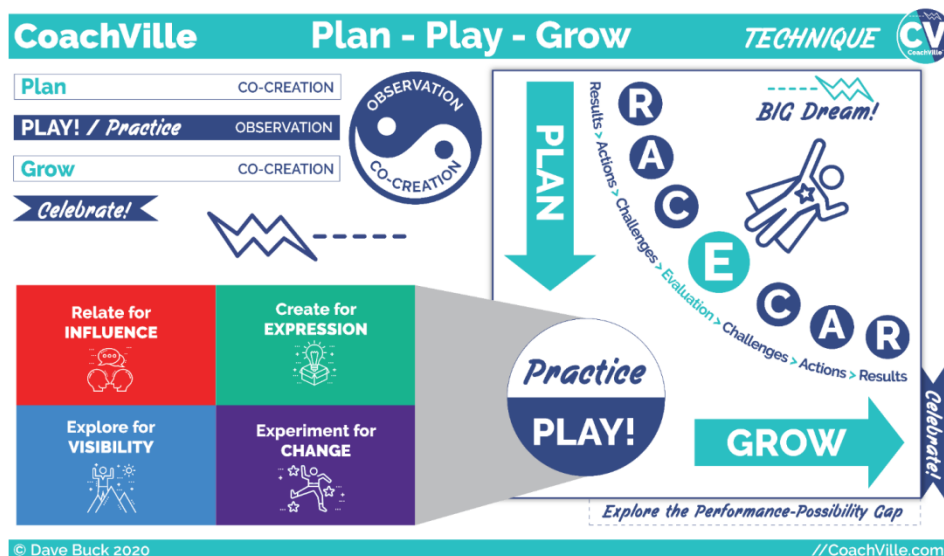 CoachVille
Plan - Play - Grow
TECHNIQUE
CV
CoachVille
Plan
CO-CREATION
PLAY! / Practice
OBSERVATION
Grow
CO-CREATION
Celebrate!
OBSERVATION
CO-CREATION
PLAN
Results > Actions > Challenges > Evaluation > Challenges > Actions > Results
R
A
C
E
C
A
R
BIG Dream!
Relate for
INFLUENCE
Create for
EXPRESSION
Explore for
VISIBILITY
Experiment for
CHANGE
Practice
PLAY!
GROW
Celebrate!
Explore the Performance-Possibility Gap
© Dave Buck 2020
//CoachVille.com